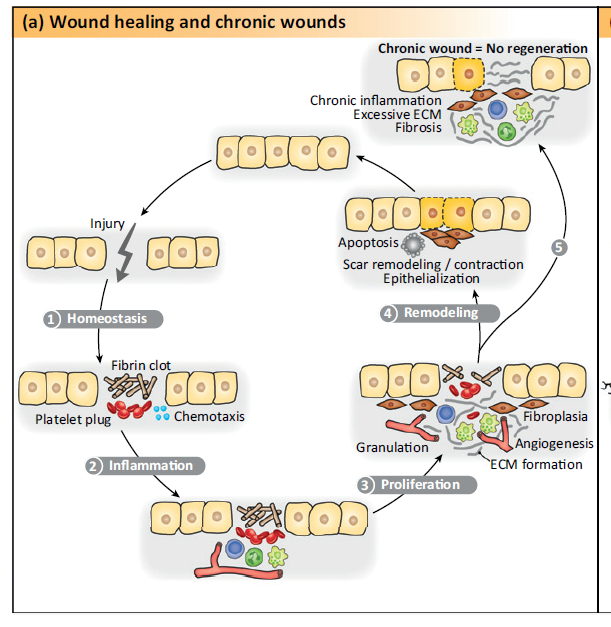 (a) Wound healing and chronic wounds
Chronic wound = No regeneration
Chronic inflammation
Excessive ECM
Fibrosis
Injury
Apoptosis
Scar remodeling / contraction
Epithelialization
5
1 Homeostasis
4 Remodeling
Fibrin clot
Platelet plug
Chemotaxis
Fibroplasia
Granulation
Angiogenesis
ECM formation
2 Inflammation
3 Proliferation